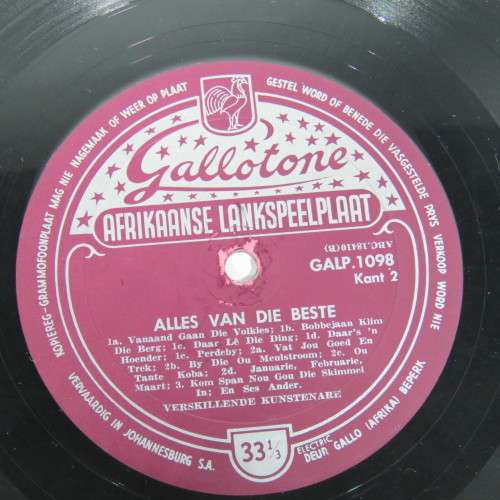 KOPIEREG-GRAMMOFOONPLAAT MAG NIE NAGEMAAK OF WEER OP PLAAT GESTEL WORD OF BENEDE DIE VASGESTELDE PRYS VERKOOP WORD NIE
Gallotone
AFRIKAANSE LANKSPEELPLAAT
ABC.18410(R)
GALP.1098
Kant 2
ALLES VAN DIE BESTE
1a. Vanaand Gaan Die Volkies; 1b. Bobbejaan Klim
Die Berg; 1c. Daar Lê Die Ding; 1d. Daar's 'n
Hoender; 1e. Perdeby; 2a. Vat Jou Goed En
Trek; 2b. By Die Ou Meulstroom; 2c. Ou
Tante Koba; 2d. Januarie, Februarie,
Maart; 3. Kom Span Nou Gou Die Skimmel
In; En Ses Ander.
VERSKILLENDE KUNSTENARE
33 1/3
VERVAARDIG IN JOHANNESBURG S.A.
ELECTRIC
DEUR GALLO (AFRIKA) BEPERK